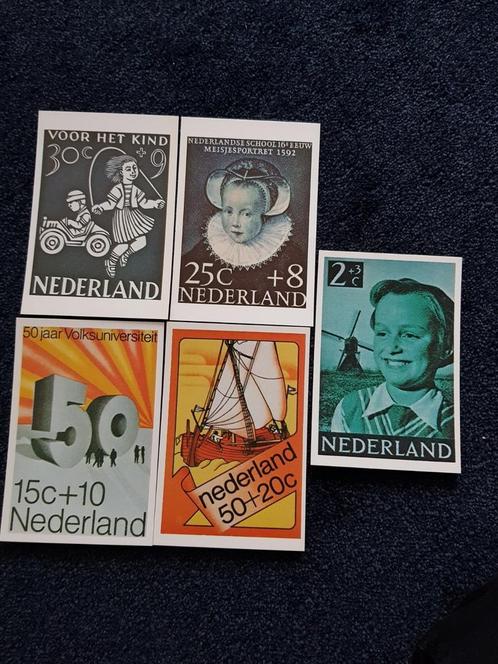 VOOR HET KIND
30c +9
NEDERLAND
NEDERLANDSE SCHOOL 16e EEUW
MEISJESPORTRET 1592
25c +8
NEDERLAND
2 +3 c
NEDERLAND
50 jaar Volksuniversiteit
50
15c+10
Nederland
nederland
50+20c